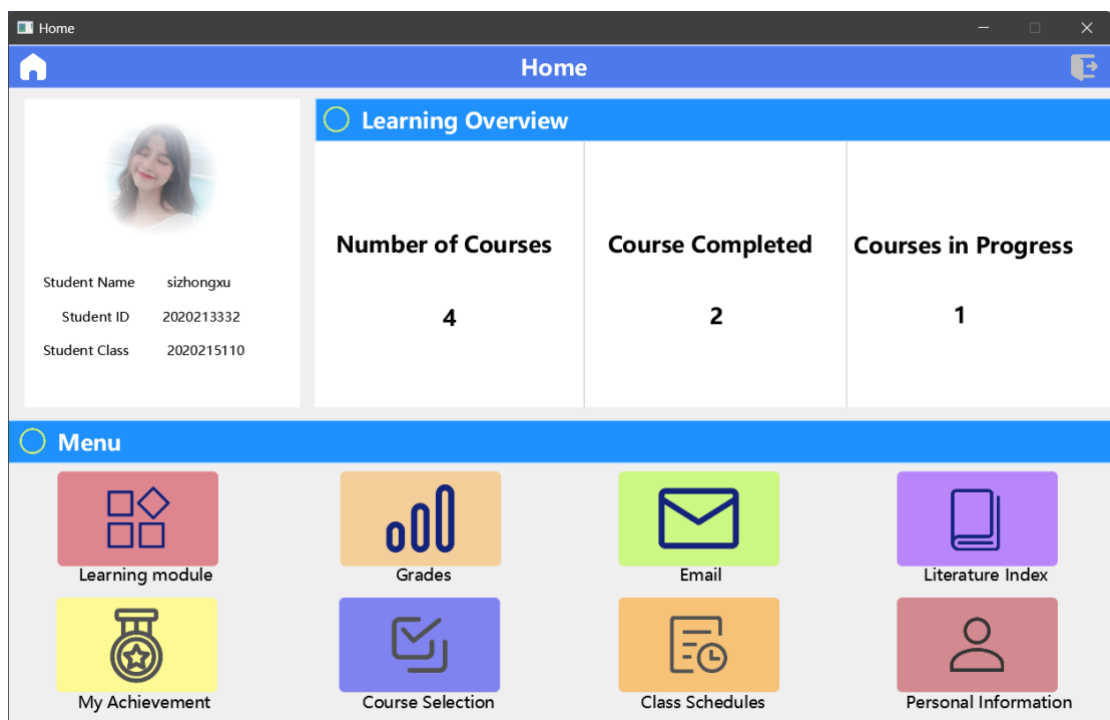 Home
Home
Learning Overview
Number of Courses
4
Course Completed
2
Courses in Progress
1
Student Name sizhongxu
Student ID 2020213332
Student Class 2020215110
Menu
Learning module
Grades
Email
Literature Index
My Achievement
Course Selection
Class Schedules
Personal Information